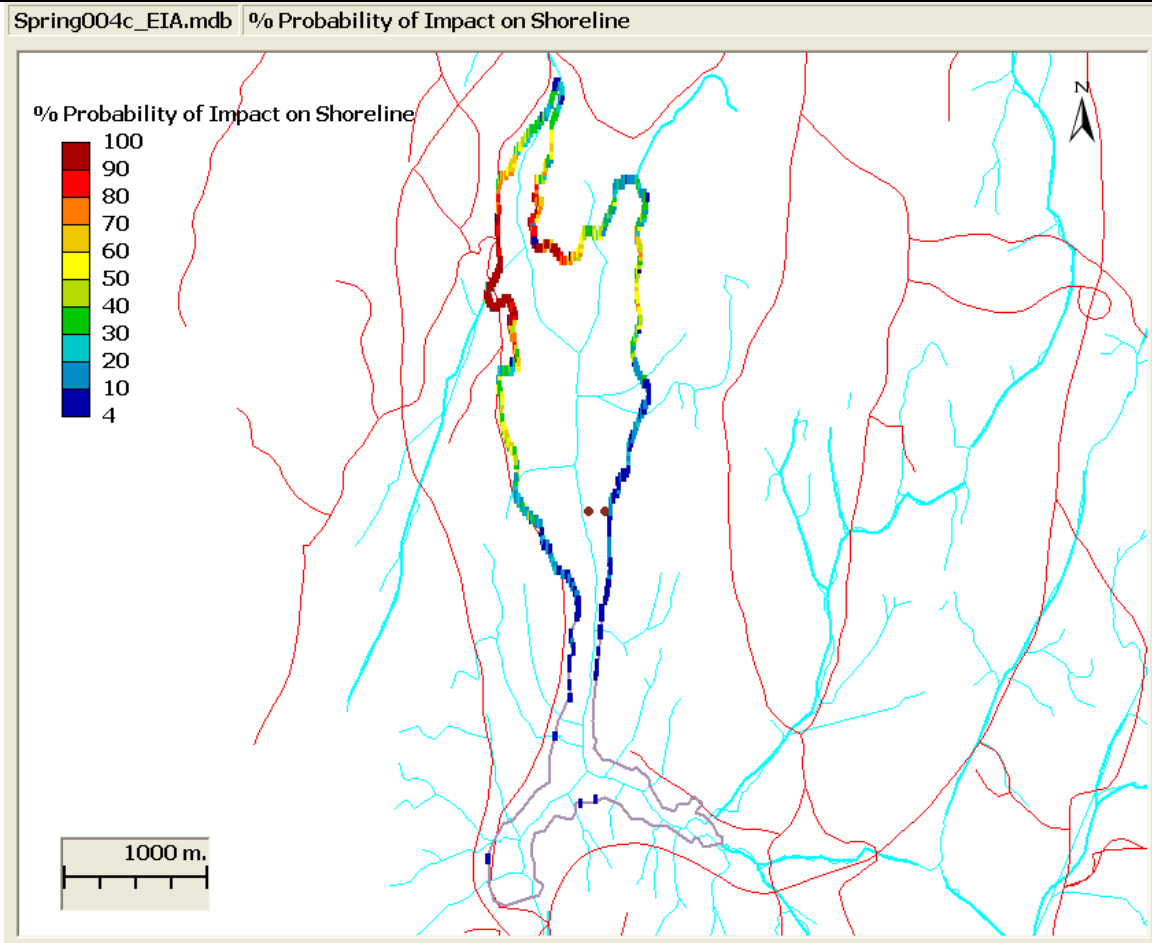 Spring004c_EIA.mdb % Probability of Impact on Shoreline
% Probability of Impact on Shoreline
100
90
80
70
60
50
40
30
20
10
4
N
1000 m.